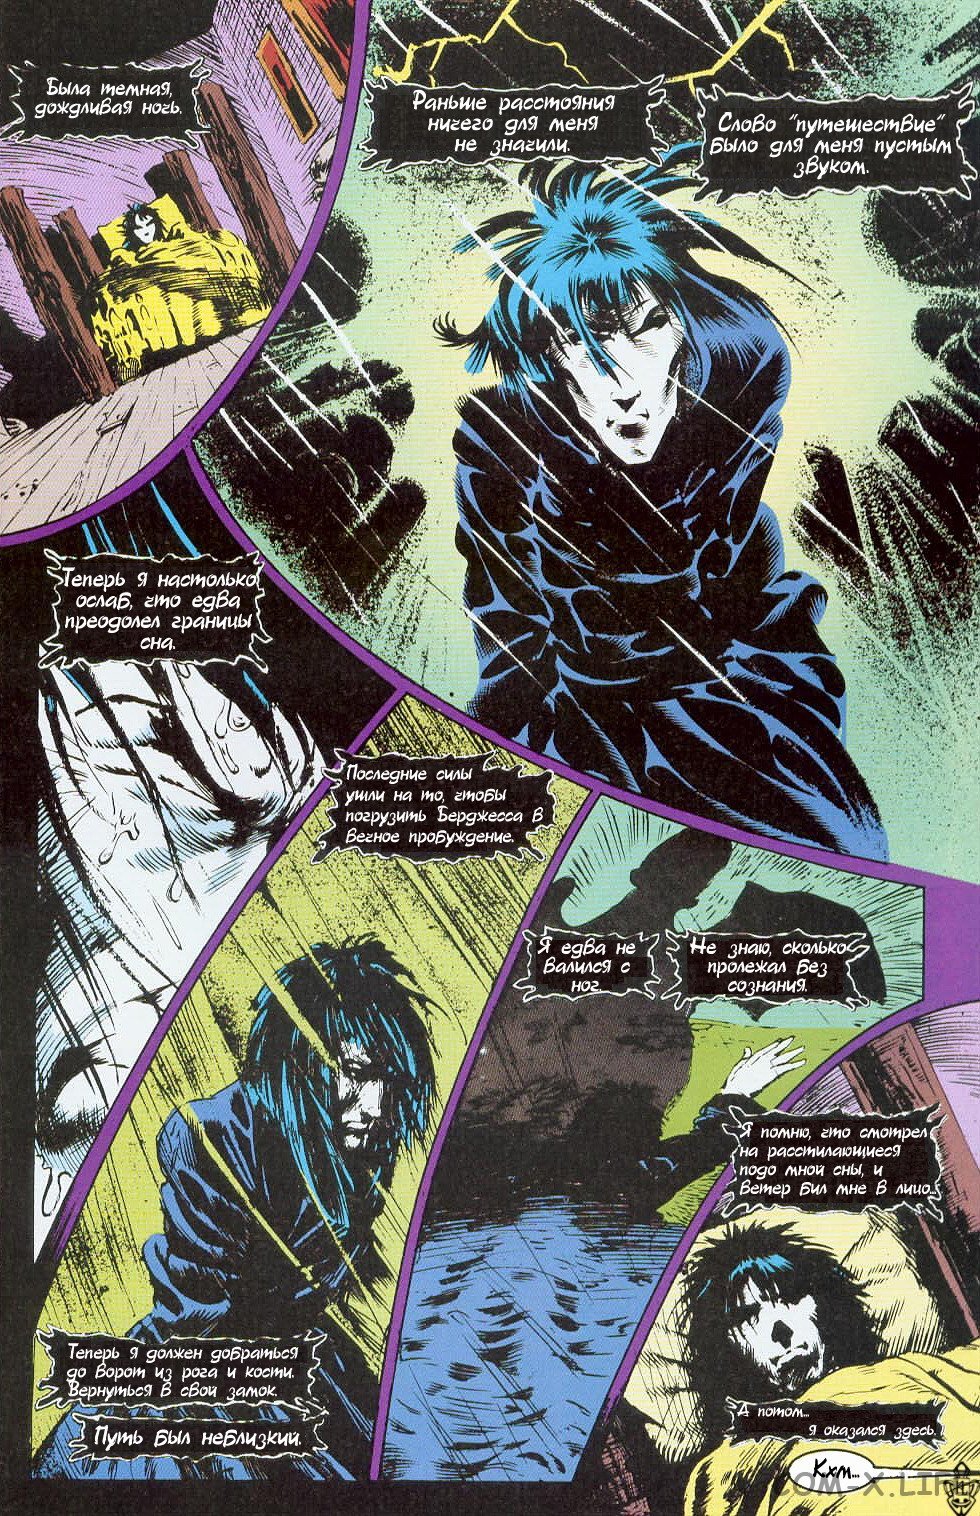 Была темная,
дождливая ночь.
Раньше расстояния
ничего для меня
не значили.
Слово "путешествие"
было для меня пустым
звуком.
Теперь я настолько
ослаб, что едва
преодолел границы
сна.
Последние силы
ушли на то, чтобы
погрузить Берджесса в
вечное пробуждение.
Теперь я должен добраться
до ворот из рога и кости.
Вернуться в свой замок.
Путь был неблизкий.
Я едва не
валился с
ног.
Не знаю, сколько
пролежал без
сознания.
Я помню, что смотрел
на расстилающиеся
подо мной сны, и
ветер бил мне в лицо...
А потом...
я оказался здесь.
Кхм...
COM-X.LIFE